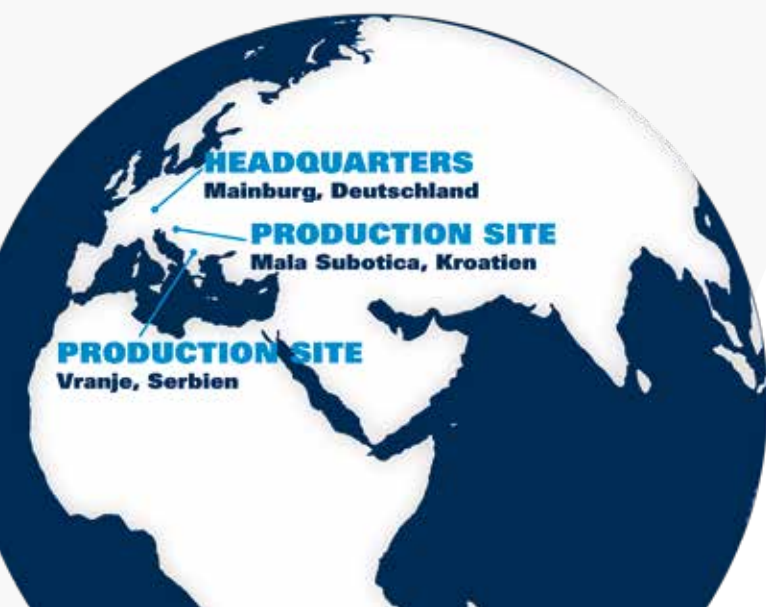 HEADQUARTERS
Mainburg, Deutschland
PRODUCTION SITE
Mala Subotica, Kroatien
PRODUCTION SITE
Vranje, Serbien